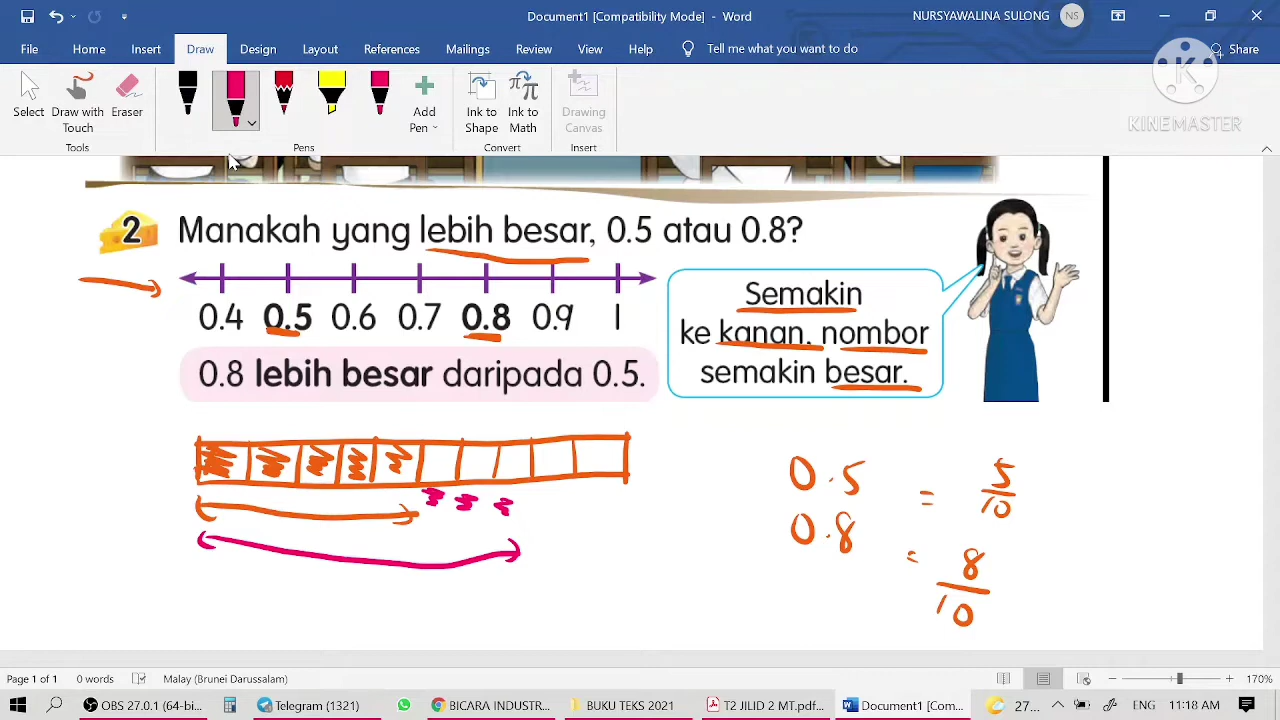 Document1 [Compatibility Mode] - Word
NURSYAWALINA SULONG NS
File Home Insert Draw Design Layout References Mailings Review View Help Tell me what you want to do Share
Select Draw with Touch Eraser Add Pen Ink to Shape Ink to Math Drawing Canvas
Tools Pens Convert Insert
K
KINEMASTER
2 Manakah yang lebih besar, 0.5 atau 0.8?
0.4 0.5 0.6 0.7 0.8 0.9 1
Semakin
ke kanan, nombor
semakin besar.
0.8 lebih besar daripada 0.5.
0.5 = 5/10
0.8 = 8/10
Page 1 of 1 0 words Malay (Brunei Darussalam) 170%
OBS 27.0.1 (64-bi... Telegram (1321) BICARA INDUSTR... BUKU TEKS 2021 T2 JILID 2 MT.pdf... Document1 [Com... 27... 11:18 AM